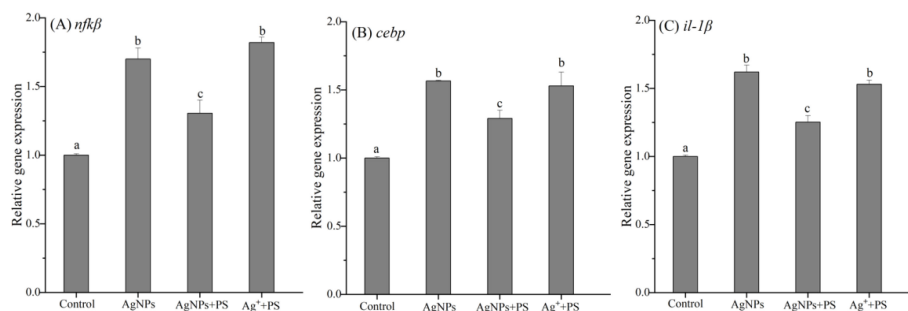 (A) nfkβ
Relative gene expression
2.0
1.5
1.0
0.5
0.0
a
b
c
b
Control
AgNPs
AgNPs+PS
Ag⁺+PS
(B) cebp
Relative gene expression
2.0
1.5
1.0
0.5
0.0
a
b
c
b
Control
AgNPs
AgNPs+PS
Ag⁺+PS
(C) il-1β
Relative gene expression
2.0
1.5
1.0
0.5
0.0
a
b
c
b
Control
AgNPs
AgNPs+PS
Ag⁺+PS